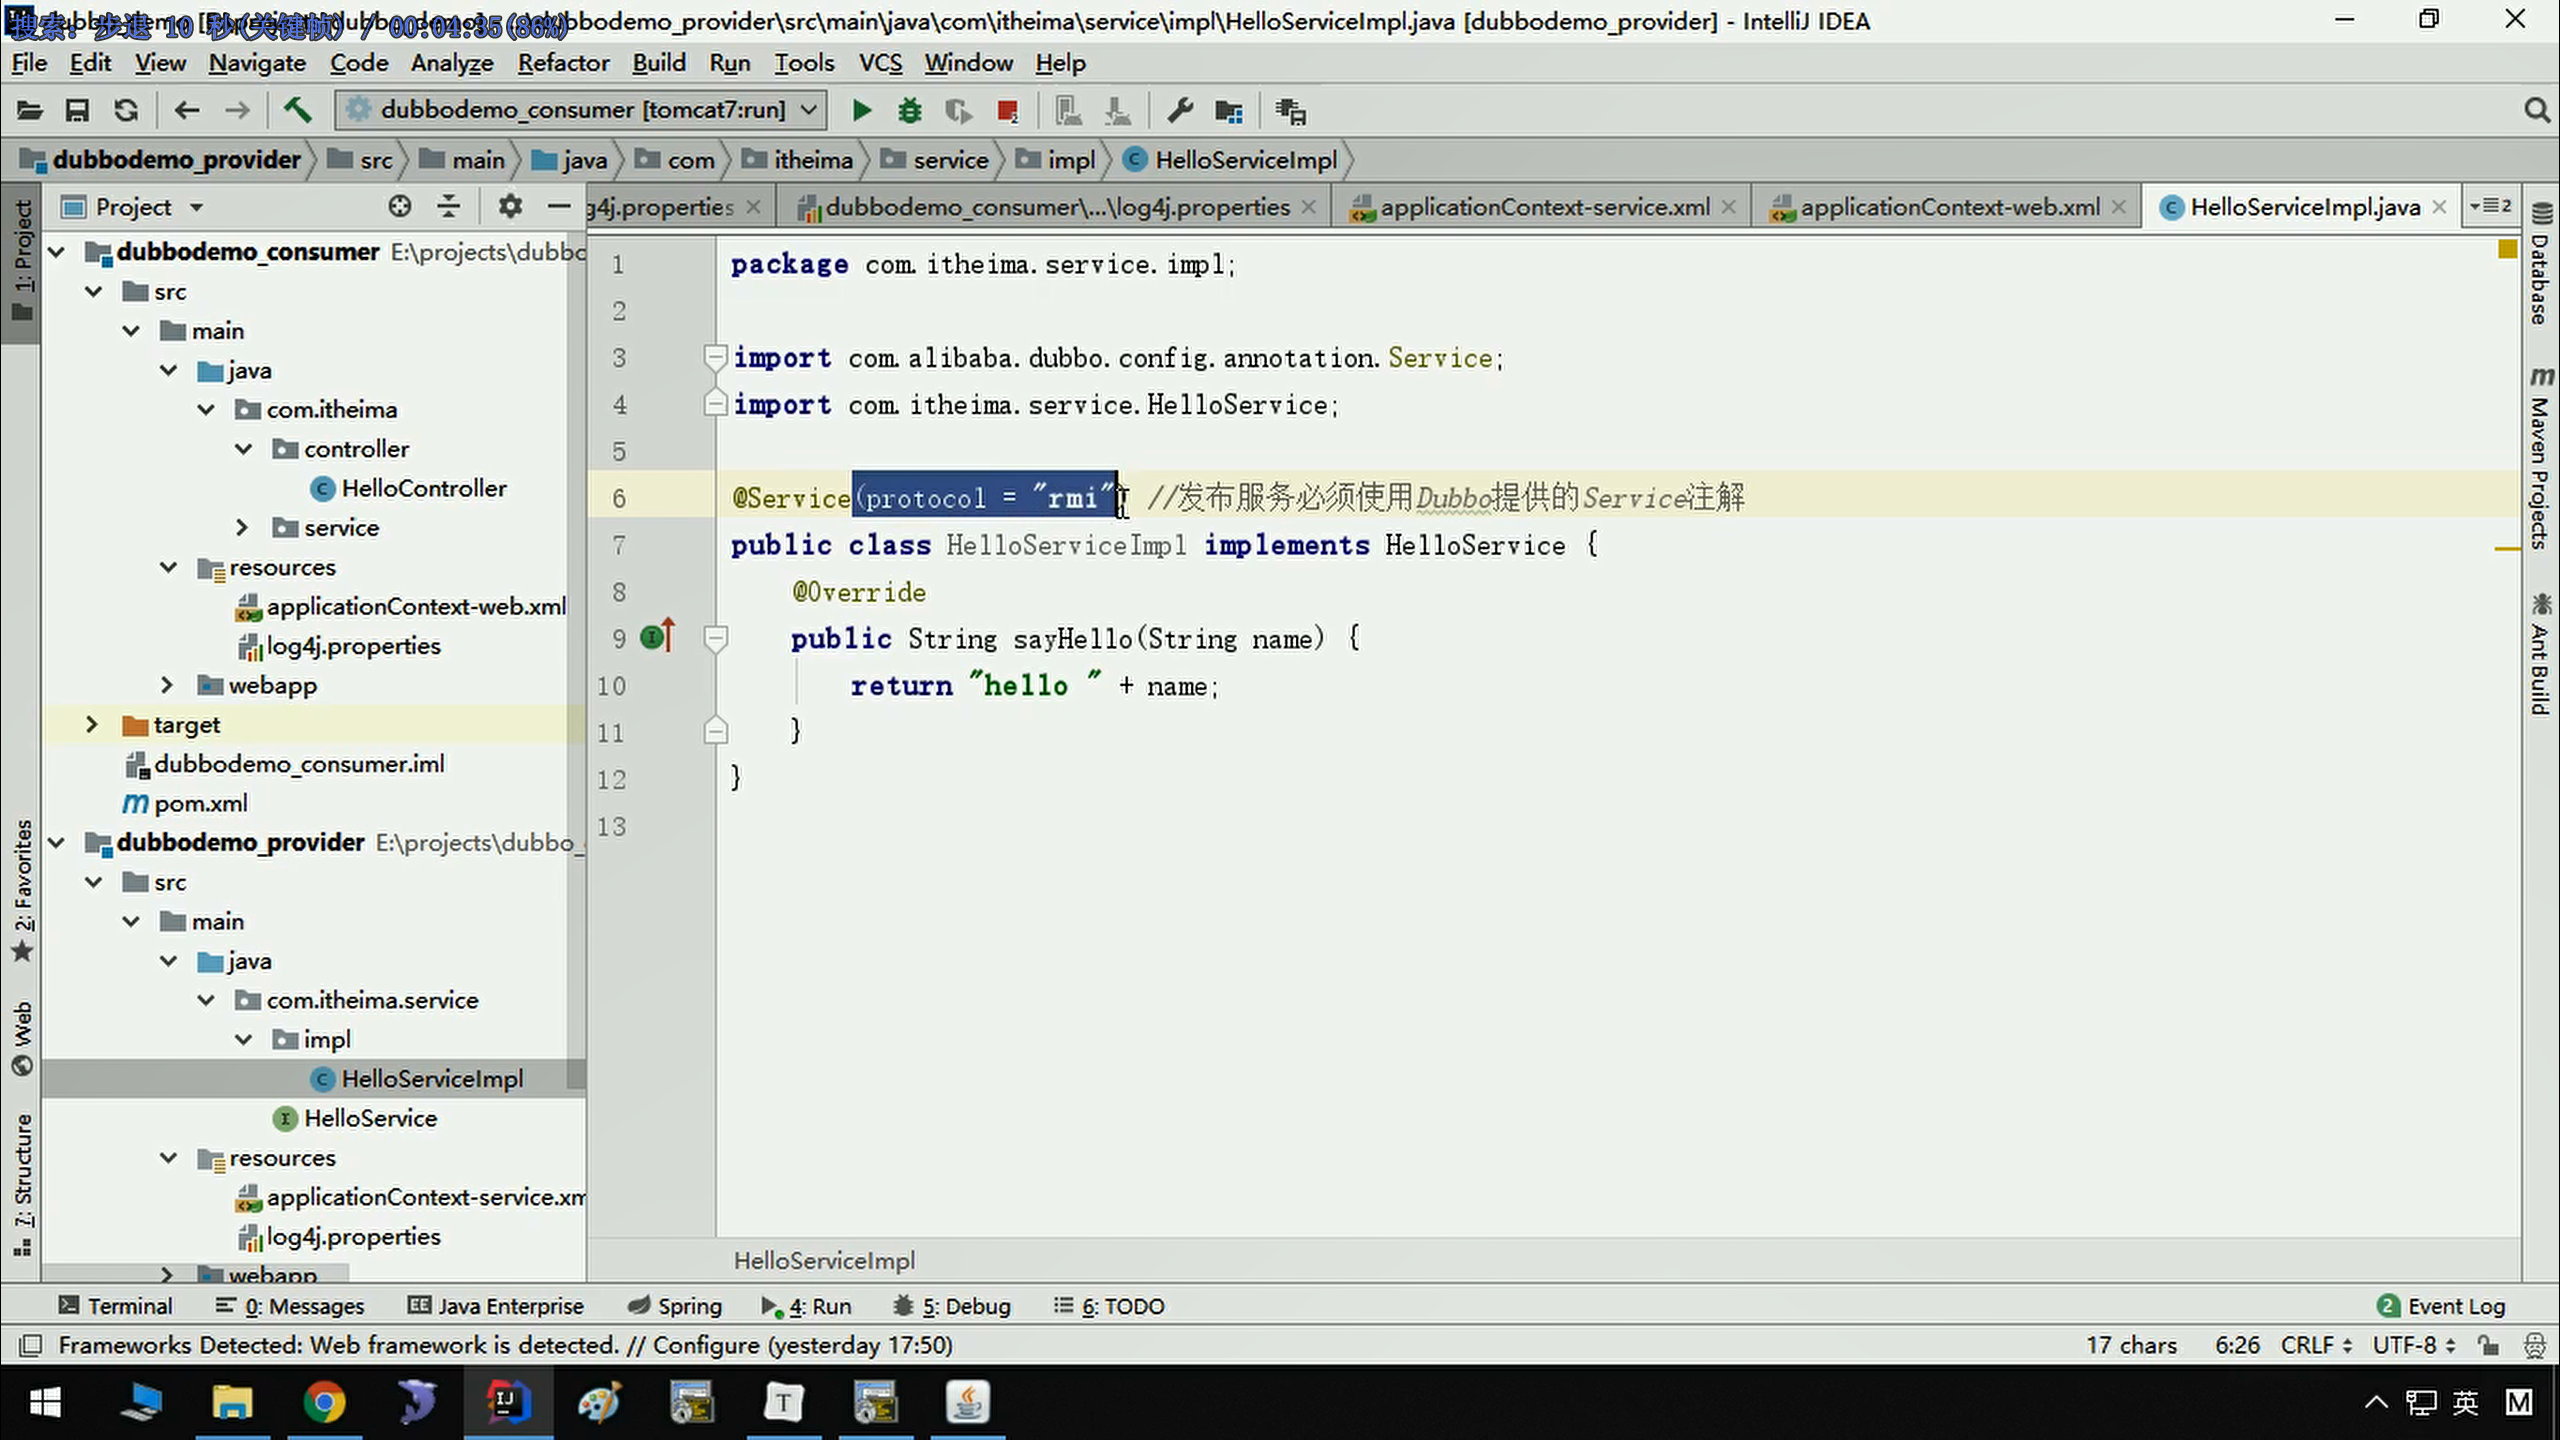 搜索: 步退 10 秒(关键帧) / 00:04:35(86%)
bbodemo_provider\src\main\java\com\itheima\service\impl\HelloServiceImpl.java [dubbodemo_provider] - IntelliJ IDEA
File Edit View Navigate Code Analyze Refactor Build Run Tools VCS Window Help
dubbodemo_consumer [tomcat7:run]
dubbodemo_provider src main java com itheima service impl HelloServiceImpl
Project
g4j.properties dubbodemo_consumer\...\log4j.properties applicationContext-service.xml applicationContext-web.xml HelloServiceImpl.java 2
1: Project
2: Favorites
Web
7: Structure
dubbodemo_consumer E:\projects\dubbo
src
main
java
com.itheima
controller
HelloController
service
resources
applicationContext-web.xml
log4j.properties
webapp
target
dubbodemo_consumer.iml
pom.xml
dubbodemo_provider E:\projects\dubbo_
src
main
java
com.itheima.service
impl
HelloServiceImpl
HelloService
resources
applicationContext-service.xm
log4j.properties
webapp
1 package com.itheima.service.impl;
2
3 import com.alibaba.dubbo.config.annotation.Service;
4 import com.itheima.service.HelloService;
5
6 @Service(protocol = "rmi") //发布服务必须使用Dubbo提供的Service注解
7 public class HelloServiceImpl implements HelloService {
8 @Override
9 public String sayHello(String name) {
10 return "hello " + name;
11 }
12 }
13
HelloServiceImpl
Database
Maven Projects
Ant Build
Terminal 0: Messages Java Enterprise Spring 4: Run 5: Debug 6: TODO 2 Event Log
Frameworks Detected: Web framework is detected. // Configure (yesterday 17:50) 17 chars 6:26 CRLF UTF-8
英 M